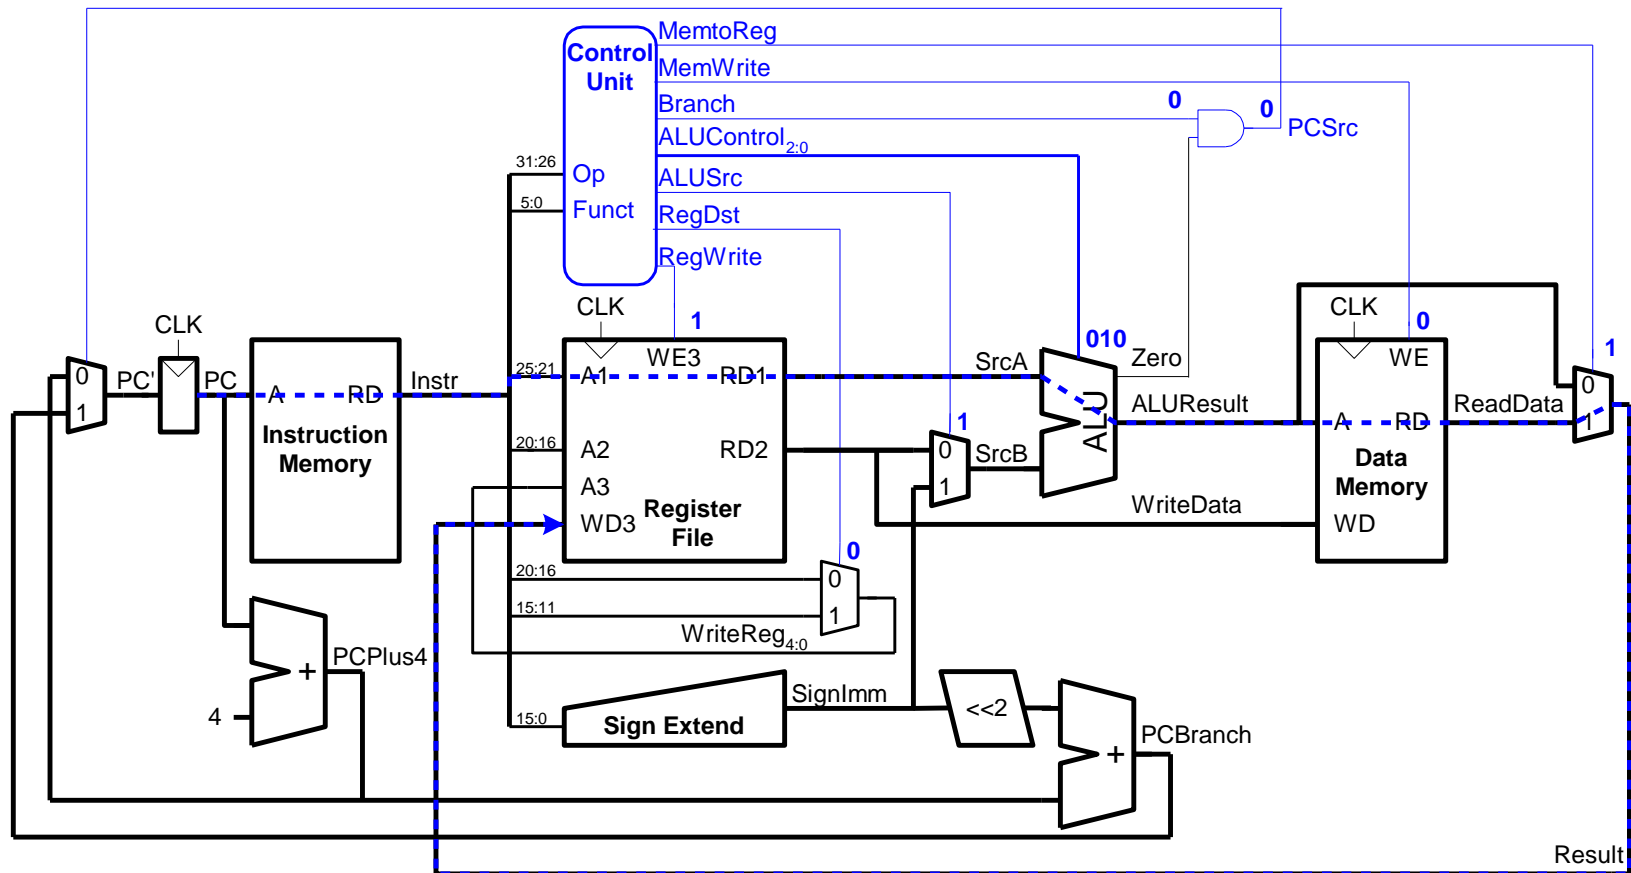 MemtoReg
Control
Unit
MemWrite
Branch
0
0
PCSrc
ALUControl2:0
31:26
Op
ALUSrc
5:0
Funct
RegDst
RegWrite
CLK
CLK
CLK
1
010
0
1
0
1
PC'
PC
A
RD
Instr
25:21
A1
WE3
RD1
SrcA
Zero
WE
0
1
ALU
ALUResult
A
RD
ReadData
Instruction
Memory
20:16
A2
RD2
1
0
1
SrcB
Data
Memory
A3
WD3
Register
File
WriteData
WD
0
20:16
0
15:11
1
WriteReg4:0
PCPlus4
+
4
SignImm
15:0
Sign Extend
<<2
PCBranch
+
Result